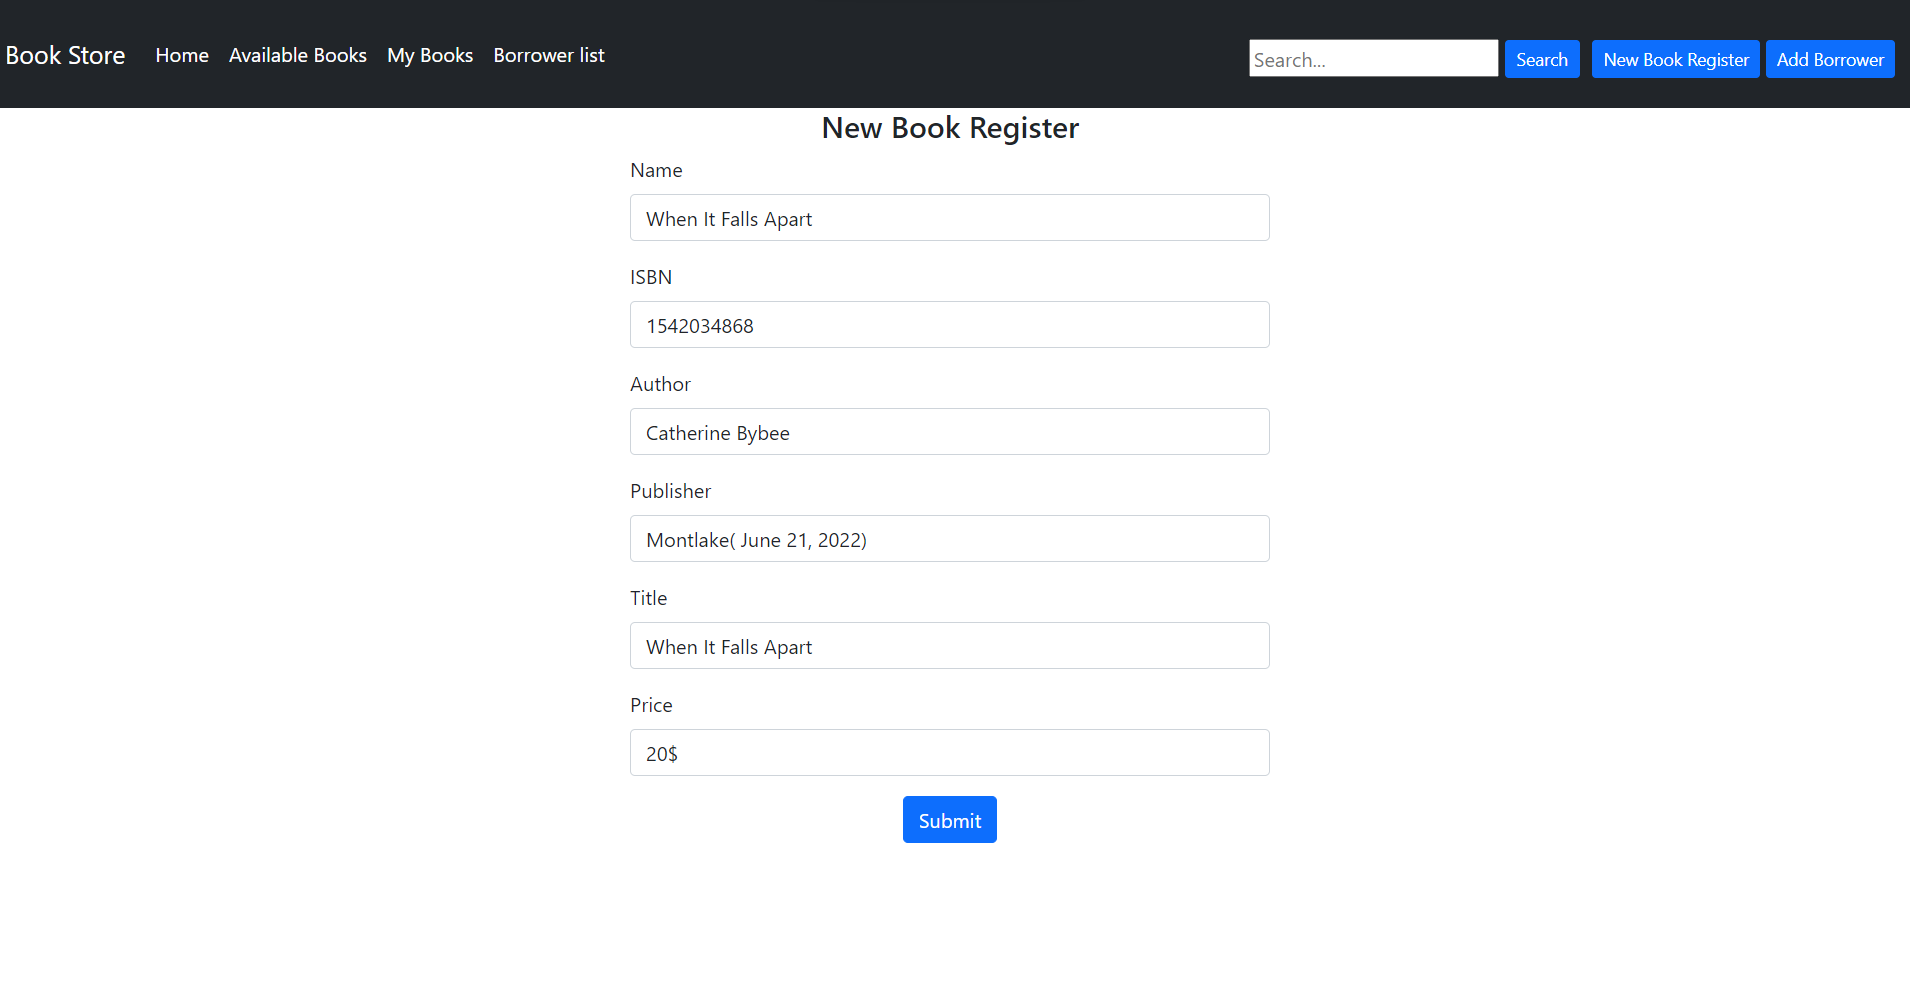 Book Store Home Available Books My Books Borrower list Search... Search New Book Register Add Borrower
New Book Register
Name
When It Falls Apart
ISBN
1542034868
Author
Catherine Bybee
Publisher
Montlake( June 21, 2022)
Title
When It Falls Apart
Price
20$
Submit